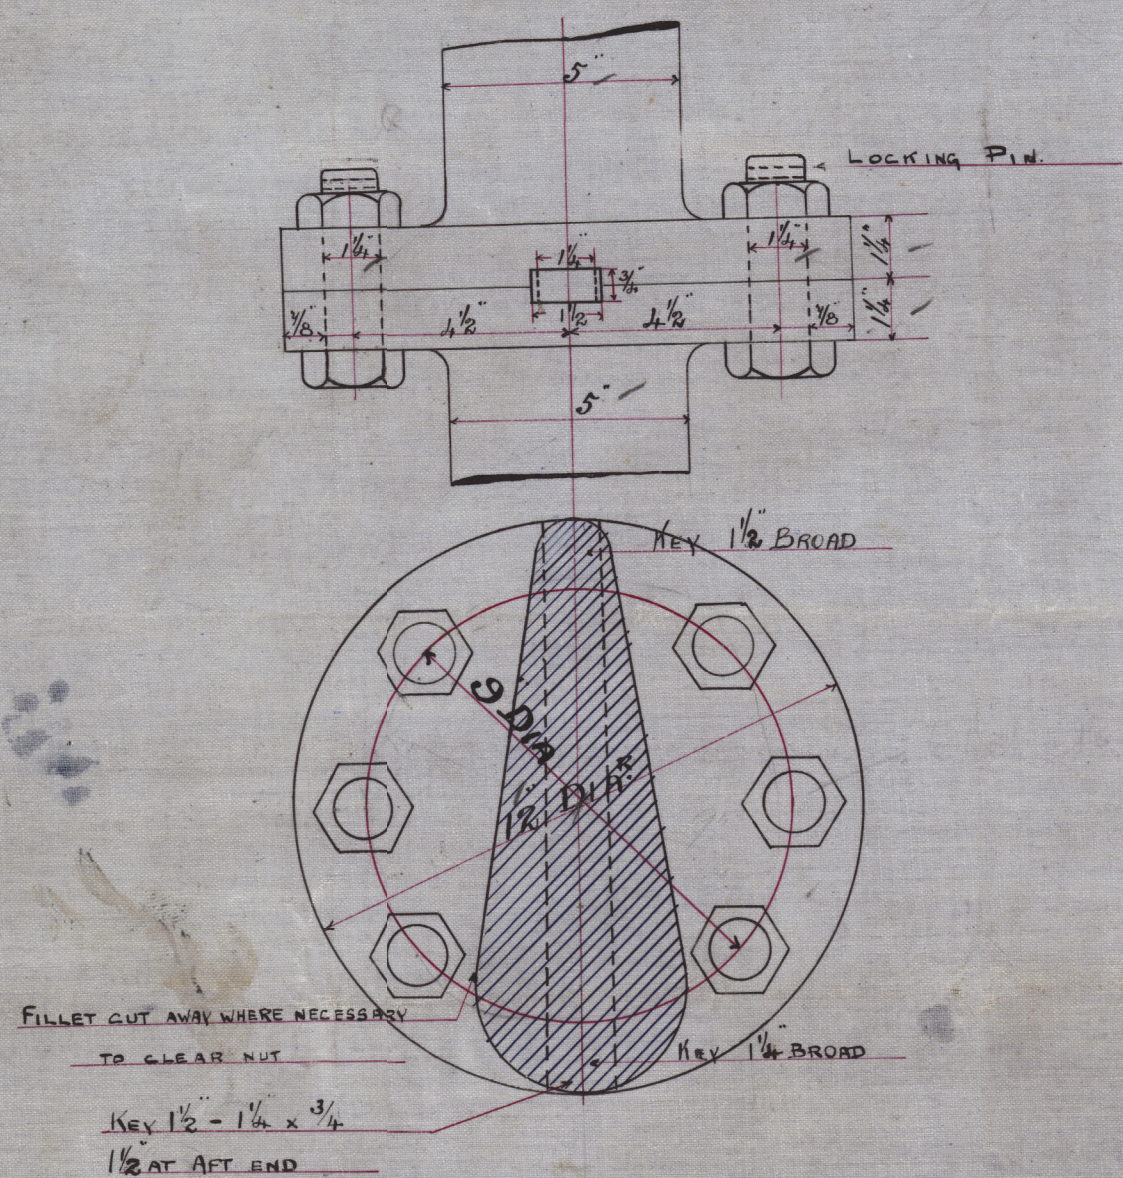 5"
LOCKING PIN.
1¼"
1¼"
1¼"
1¼"
¾"
⅞"
4½"
1½
4½"
⅞"
1¼"
5"
KEY 1½" BROAD
9 DIA
12" DIAR
FILLET CUT AWAY WHERE NECESSARY
TO CLEAR NUT
KEY 1¼" BROAD
KEY 1½" - 1¼ x ¾
1½" AT AFT END